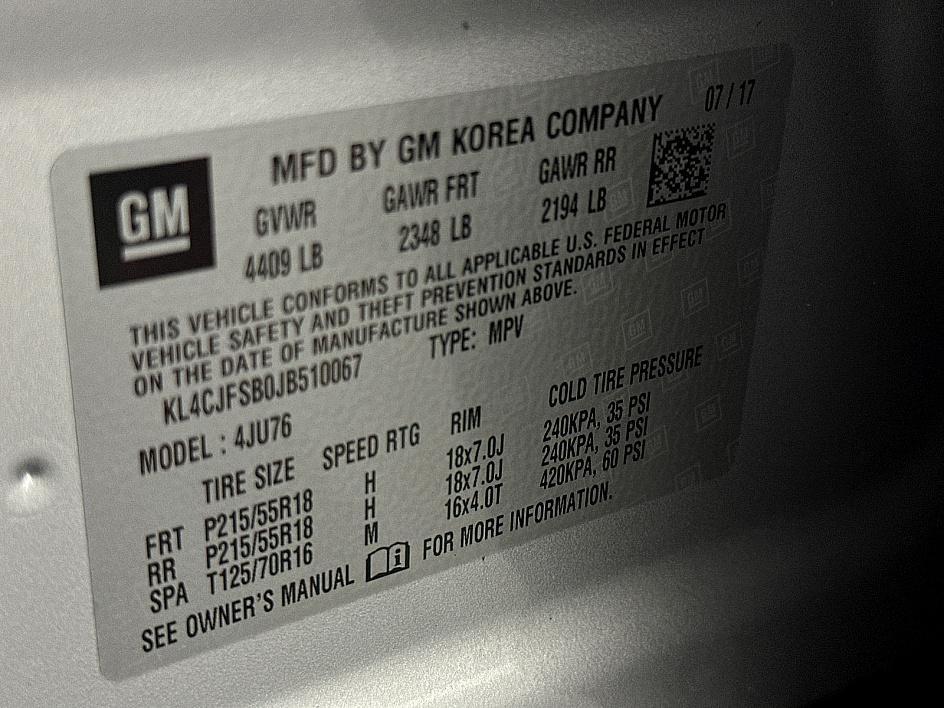 MFD BY GM KOREA COMPANY 07/17
GM
GVWR GAWR FRT GAWR RR
4409 LB 2348 LB 2194 LB
THIS VEHICLE CONFORMS TO ALL APPLICABLE U.S. FEDERAL MOTOR
VEHICLE SAFETY AND THEFT PREVENTION STANDARDS IN EFFECT
ON THE DATE OF MANUFACTURE SHOWN ABOVE.
KL4CJFSB0JB510067 TYPE: MPV
MODEL : 4JU76
TIRE SIZE SPEED RTG RIM COLD TIRE PRESSURE
FRT P215/55R18 H 18x7.0J 240KPA, 35 PSI
RR P215/55R18 H 18x7.0J 240KPA, 35 PSI
SPA T125/70R16 M 16x4.0T 420KPA, 60 PSI
SEE OWNER'S MANUAL FOR MORE INFORMATION.